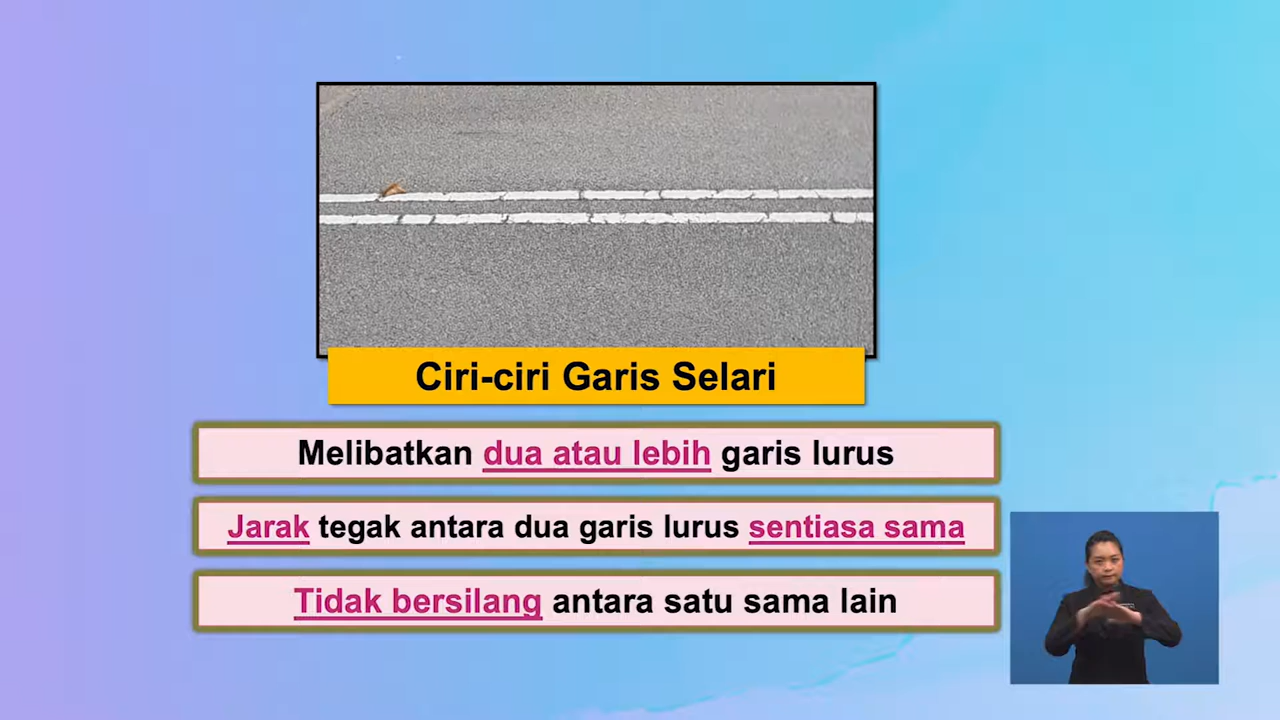 Ciri-ciri Garis Selari
Melibatkan dua atau lebih garis lurus
Jarak tegak antara dua garis lurus sentiasa sama
Tidak bersilang antara satu sama lain